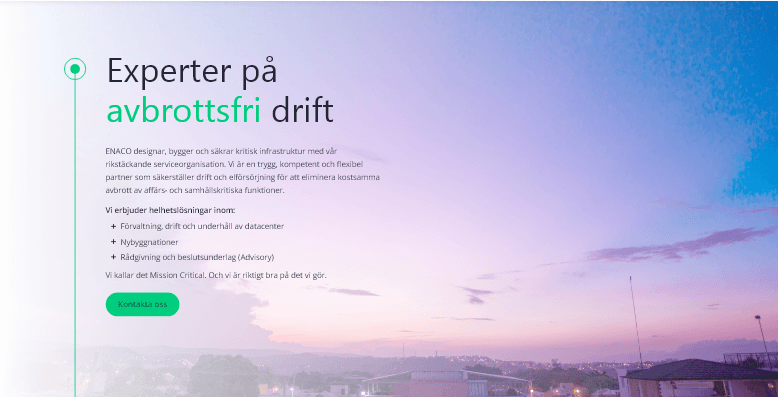 Experter på
avbrottsfri drift
ENACO designar, bygger och säkrar kritisk infrastruktur med vår
rikstäckande serviceorganisation. Vi är en trygg, kompetent och flexibel
partner som säkerställer drift och elförsörjning för att eliminera kostsamma
avbrott av affärs- och samhällskritiska funktioner.
Vi erbjuder helhetslösningar inom:
+ Förvaltning, drift och underhåll av datacenter
+ Nybyggnationer
+ Rådgivning och beslutsunderlag (Advisory)
Vi kallar det Mission Critical. Och vi är riktigt bra på det vi gör.
Kontakta oss